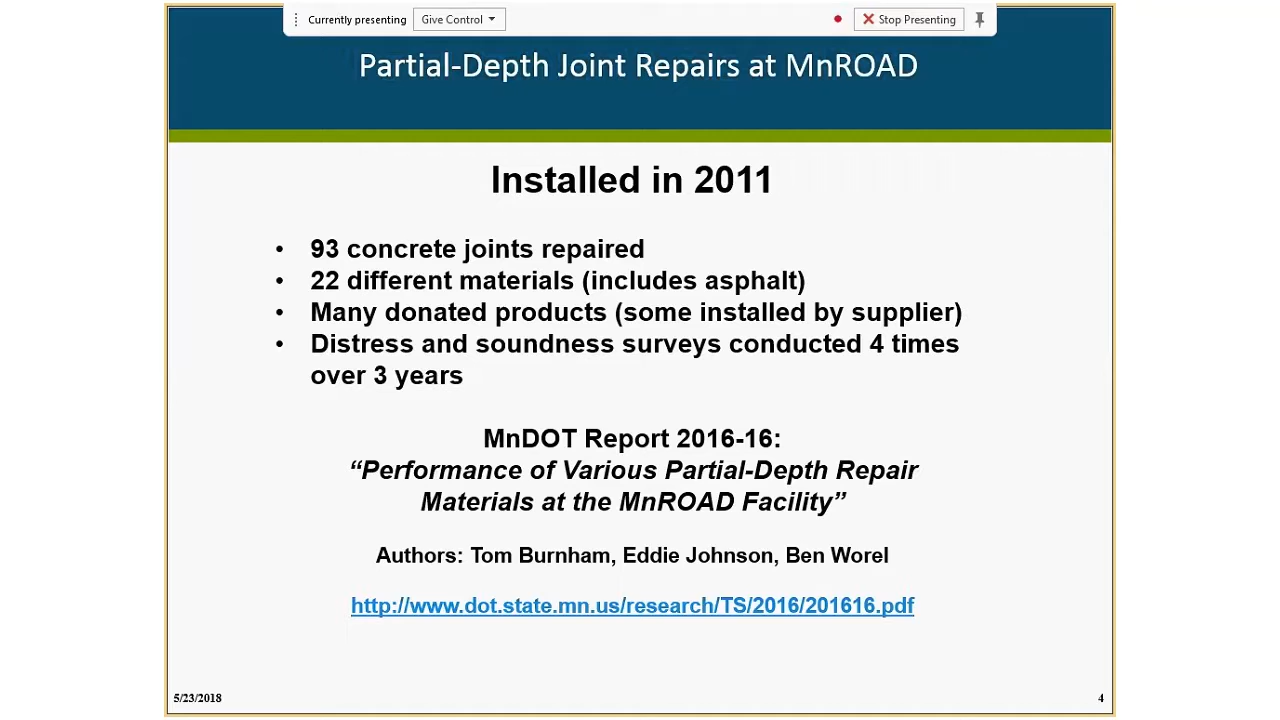 Currently presenting Give Control Stop Presenting
Partial-Depth Joint Repairs at MnROAD
Installed in 2011
• 93 concrete joints repaired
• 22 different materials (includes asphalt)
• Many donated products (some installed by supplier)
• Distress and soundness surveys conducted 4 times
over 3 years
MnDOT Report 2016-16:
“Performance of Various Partial-Depth Repair
Materials at the MnROAD Facility”
Authors: Tom Burnham, Eddie Johnson, Ben Worel
http://www.dot.state.mn.us/research/TS/2016/201616.pdf
5/23/2018 4